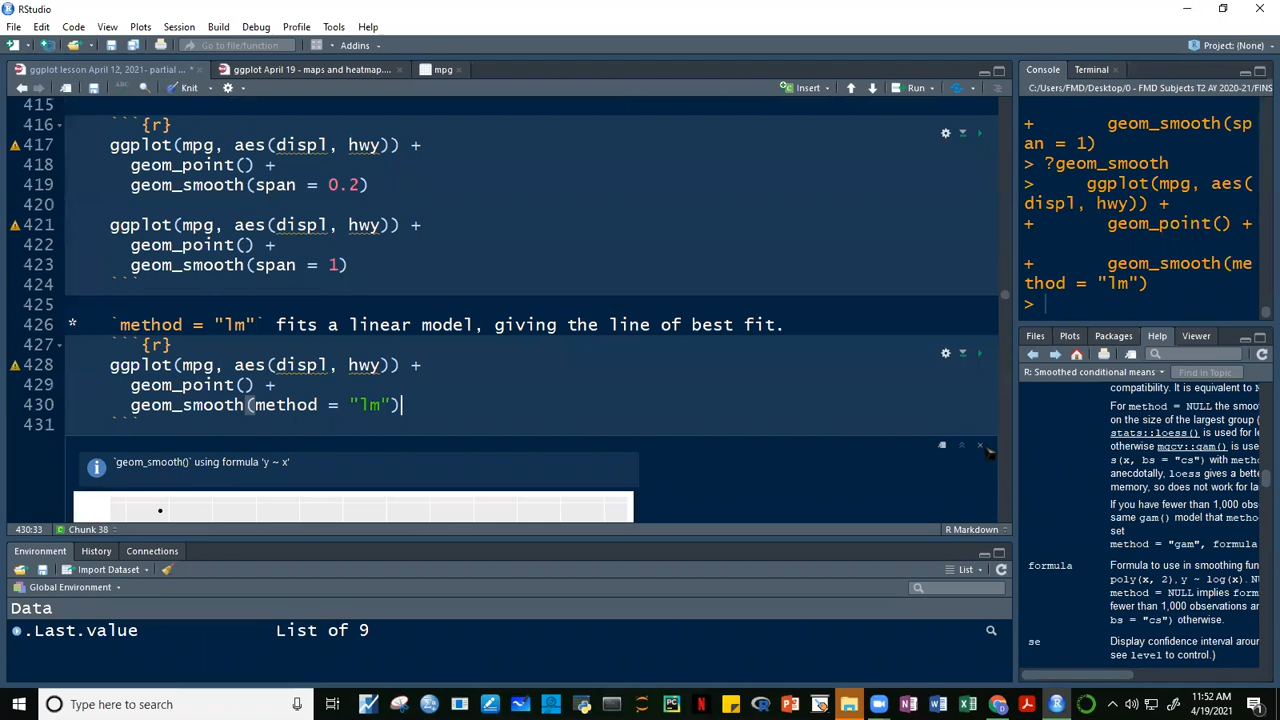 RStudio
File Edit Code View Plots Session Build Debug Profile Tools Help
Go to file/function Addins Project: (None)
ggplot lesson April 12, 2021- partial ... * ggplot April 19 - maps and heatmap.... mpg
Knit Insert Run
415
416 ```{r}
417 ggplot(mpg, aes(displ, hwy)) +
418 geom_point() +
419 geom_smooth(span = 0.2)
420
421 ggplot(mpg, aes(displ, hwy)) +
422 geom_point() +
423 geom_smooth(span = 1)
424 ```
425
426 * `method = "lm"` fits a linear model, giving the line of best fit.
427 ```{r}
428 ggplot(mpg, aes(displ, hwy)) +
429 geom_point() +
430 geom_smooth(method = "lm")
431 ```
`geom_smooth()` using formula 'y ~ x'
430:33 Chunk 38 R Markdown
Environment History Connections
Import Dataset List
Global Environment
Data
.Last.value List of 9
Console Terminal
C:/Users/FMD/Desktop/0 - FMD Subjects T2 AY 2020-21/FINS
+ geom_smooth(sp
an = 1)
> ?geom_smooth
> ggplot(mpg, aes(
displ, hwy)) +
+ geom_point() +
+ geom_smooth(me
thod = "lm")
>
Files Plots Packages Help Viewer
R: Smoothed conditional means Find in Topic
compatibility. It is equivalent to
For method = NULL the smoo
on the size of the largest group (
stats::loess() is used for le
otherwise mgcv::gam() is use
s(x, bs = "cs") with metho
anecdotally, loess gives a bette
memory, so does not work for la
If you have fewer than 1,000 obs
same gam() model that metho
set
method = "gam", formula
formula Formula to use in smoothing fun
poly(x, 2), y ~ log(x).
method = NULL implies form
fewer than 1,000 observations a
bs = "cs") otherwise.
se Display confidence interval aroun
see level to control.)
Type here to search
11:52 AM
4/19/2021